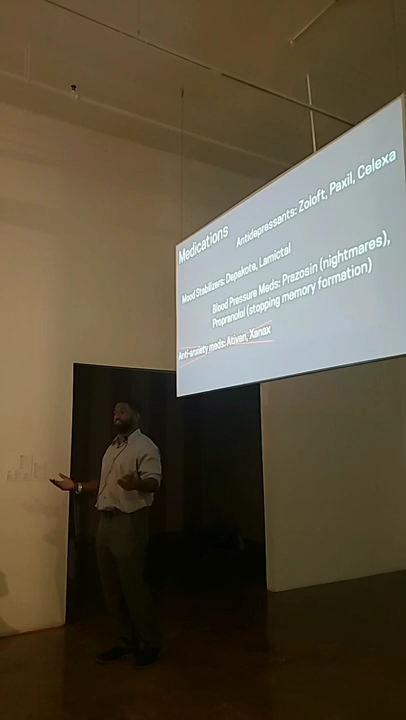 Medications
Antidapressants: Zoloft, Paxil, Celexa
Mood Stabilizers: Depakote, Lamictal
Blood Pressure Meds: Prazosin (nightmares),
Propranolol (stopping memory formation)
Anti-anxiety meds: Ativan, Xanax